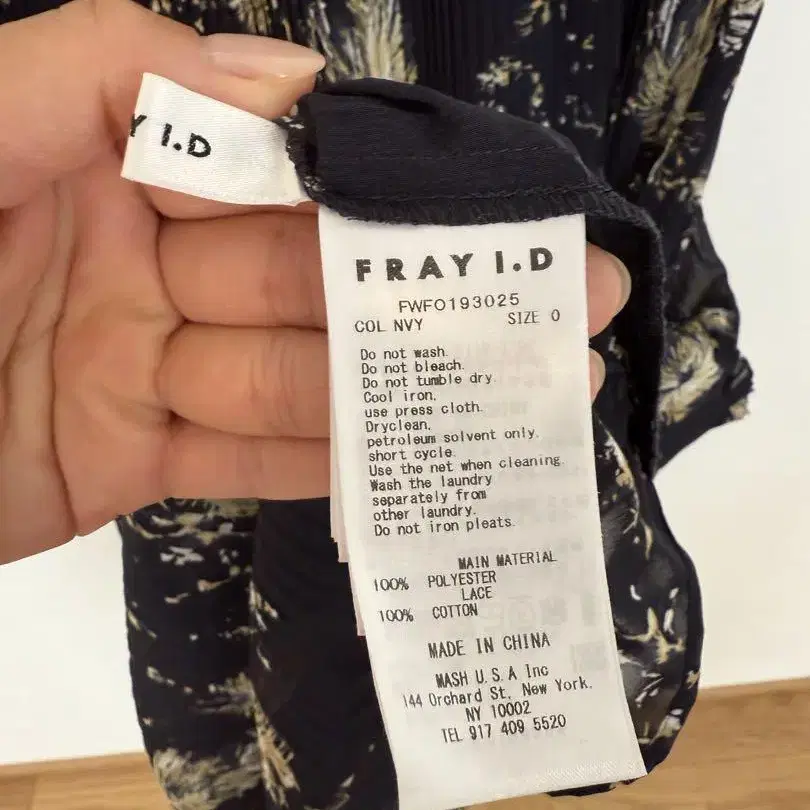 Y I.D
FRAY I.D
FWFO193025
COL NVY SIZE 0
Do not wash.
Do not bleach.
Do not tumble dry.
Cool iron,
use press cloth.
Dryclean,
petroleum solvent only,
short cycle.
Use the net when cleaning.
Wash the laundry
separately from
other laundry.
Do not iron pleats.
MAIN MATERIAL
100% POLYESTER
LACE
100% COTTON
MADE IN CHINA
MASH U.S.A Inc
144 Orchard St, New York,
NY 10002
TEL 917 409 5520